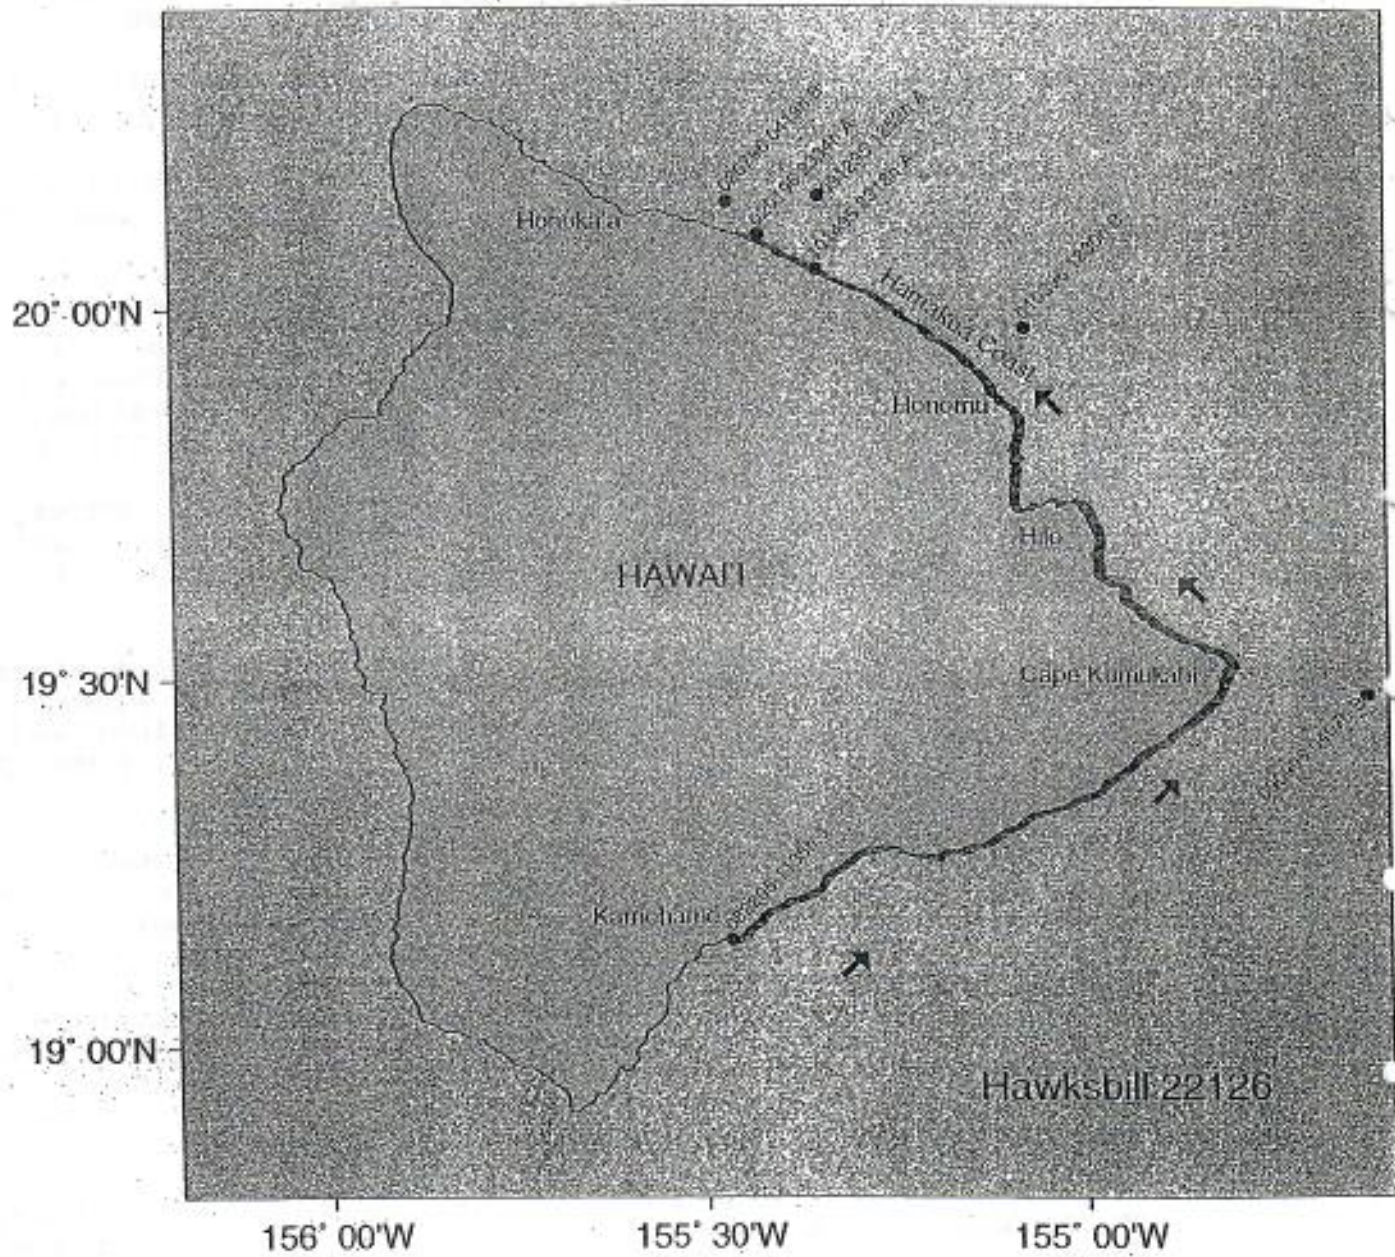 Honoka'a
20° 00'N
Hamakua Coast
Honomu
Hilo
HAWAI'I
19° 30'N
Cape Kumukahi
Kamehame
19° 00'N
Hawksbill 22126
156° 00'W
155° 30'W
155° 00'W